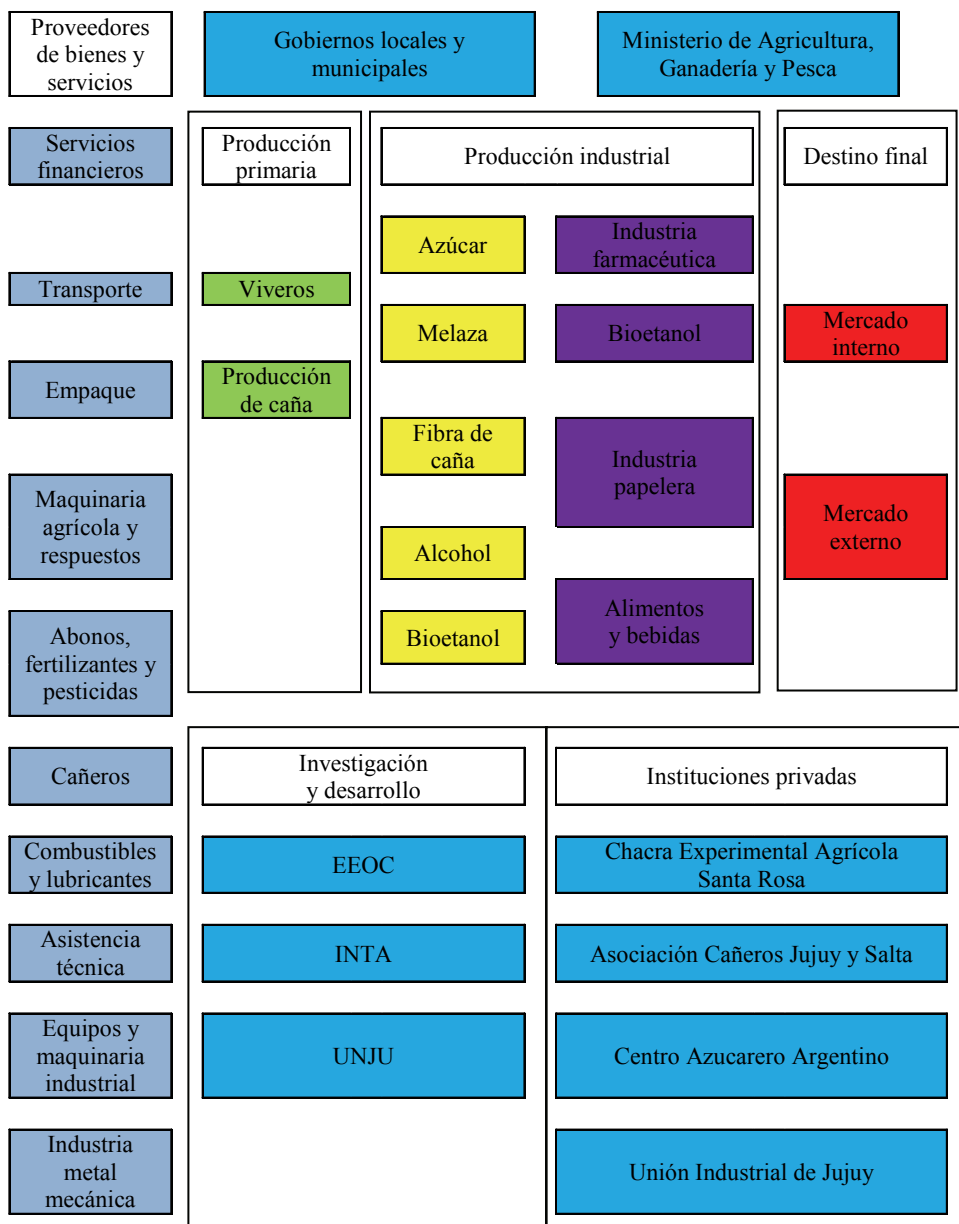 Proveedores
de bienes y
servicios
Gobiernos locales y
municipales
Ministerio de Agricultura,
Ganadería y Pesca
Servicios
financieros
Transporte
Empaque
Maquinaria
agrícola y
respuestos
Abonos,
fertilizantes y
pesticidas
Cañeros
Combustibles
y lubricantes
Asistencia
técnica
Equipos y
maquinaria
industrial
Industria
metal
mecánica
Producción
primaria
Viveros
Producción
de caña
Producción industrial
Azúcar
Melaza
Fibra de
caña
Alcohol
Bioetanol
Industria
farmacéutica
Bioetanol
Industria
papelera
Alimentos
y bebidas
Destino final
Mercado
interno
Mercado
externo
Investigación
y desarrollo
EEOC
INTA
UNJU
Instituciones privadas
Chacra Experimental Agrícola
Santa Rosa
Asociación Cañeros Jujuy y Salta
Centro Azucarero Argentino
Unión Industrial de Jujuy